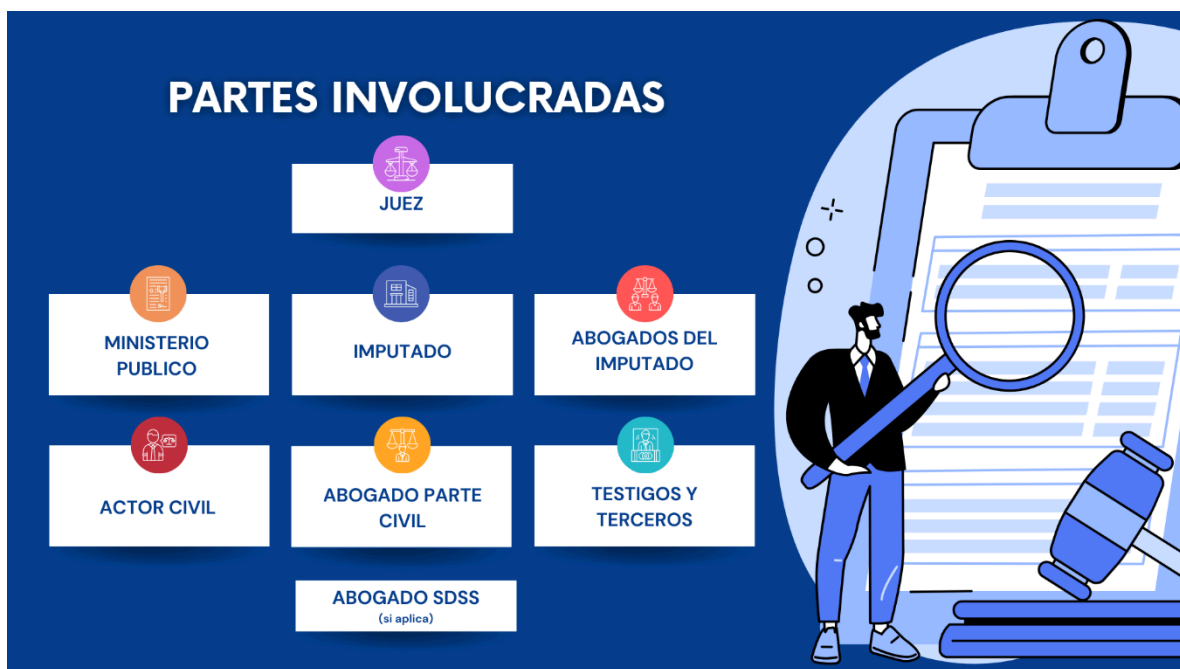 PARTES INVOLUCRADAS
JUEZ
MINISTERIO
PUBLICO
IMPUTADO
ABOGADOS DEL
IMPUTADO
ACTOR CIVIL
ABOGADO PARTE
CIVIL
TESTIGOS Y
TERCEROS
ABOGADO SDSS
(si aplica)